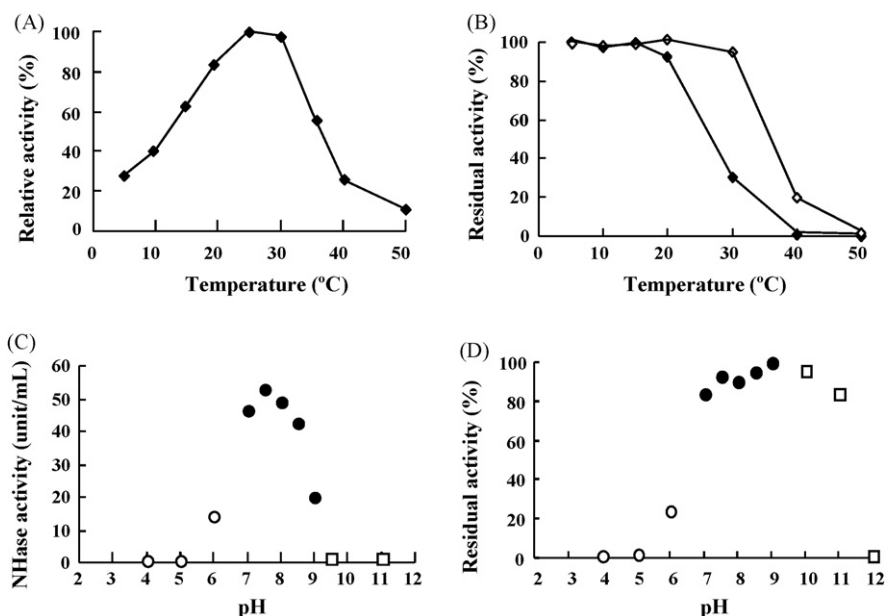 (A)
Relative activity (%)
100
80
60
40
20
0
0 10 20 30 40 50
Temperature (ºC)
(B)
Residual activity (%)
100
80
60
40
20
0
0 10 20 30 40 50
Temperature (ºC)
(C)
NHase activity (unit/mL)
60
50
40
30
20
10
0
2 3 4 5 6 7 8 9 10 11 12
pH
(D)
Residual activity (%)
100
80
60
40
20
0
2 3 4 5 6 7 8 9 10 11 12
pH